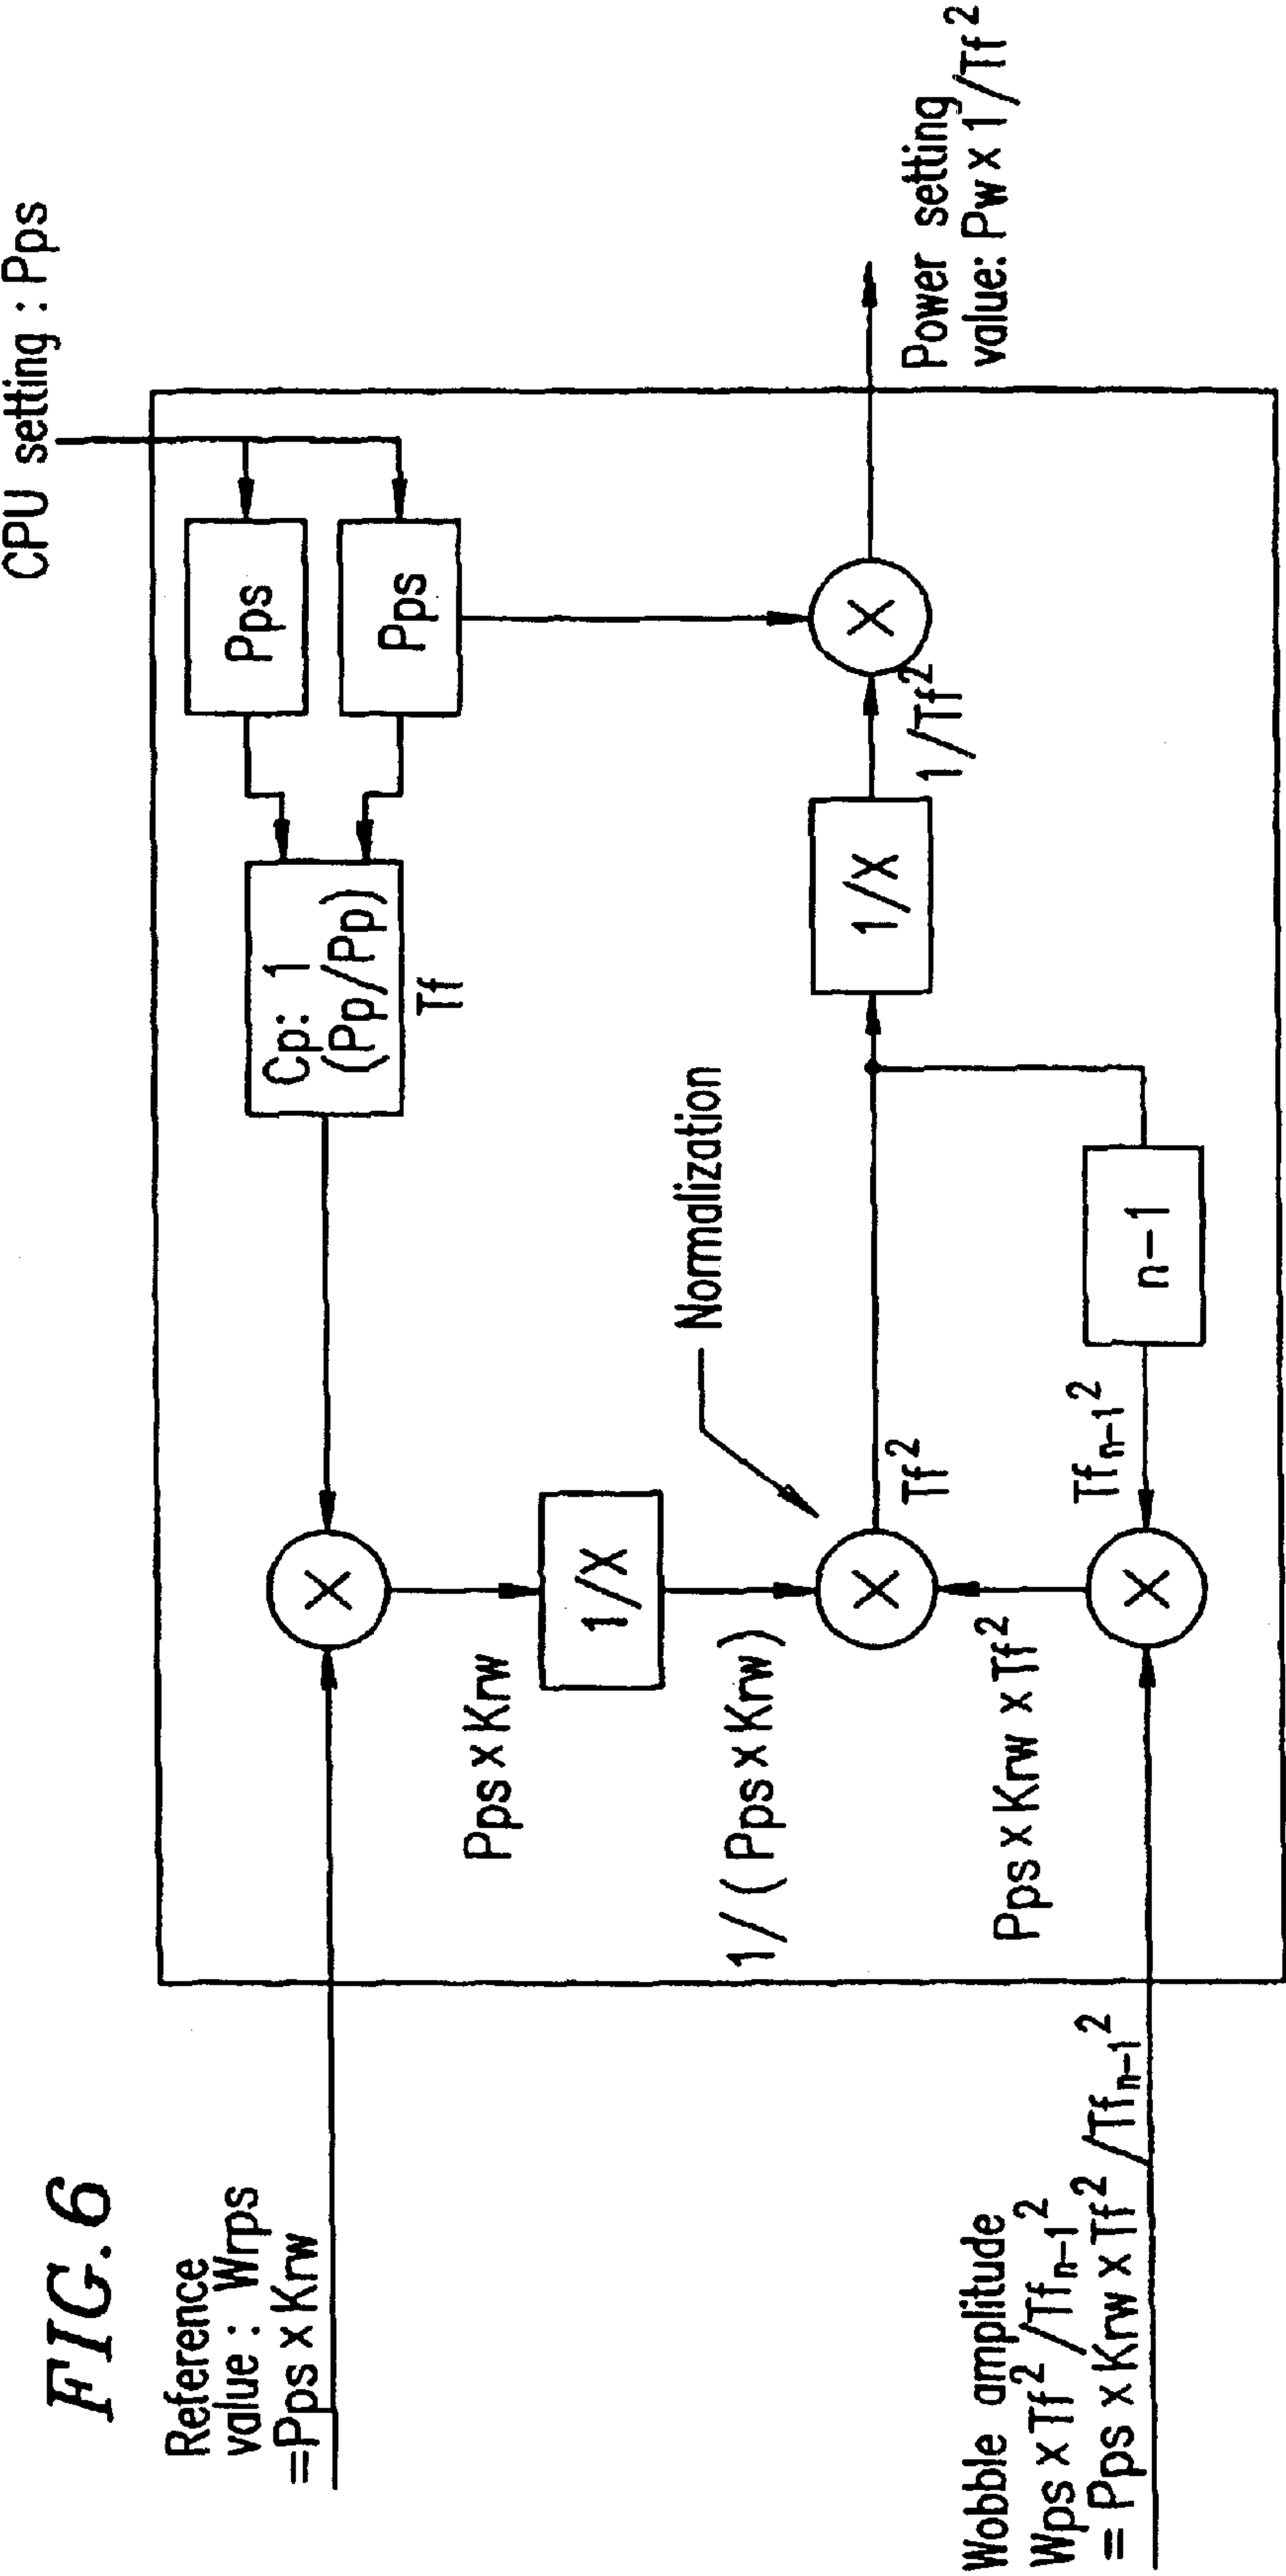 FIG.6
CPU setting : Pps
Reference
value : Wrps
=Pps x Krw
Pps
Pps
Cp: 1
(Pp/Pp)
Tf
X
Pps x Krw
1/X
1/(Pps x Krw)
Normalization
X
Tf²
1/X
1/Tf²
X
Power setting
value: Pw x 1/Tf²
Pps x Krw x Tf²
n-1
Tfₙ₋₁²
X
Wobble amplitude
Wps x Tf²/Tfₙ₋₁²
= Pps x Krw x Tf²/Tfₙ₋₁²